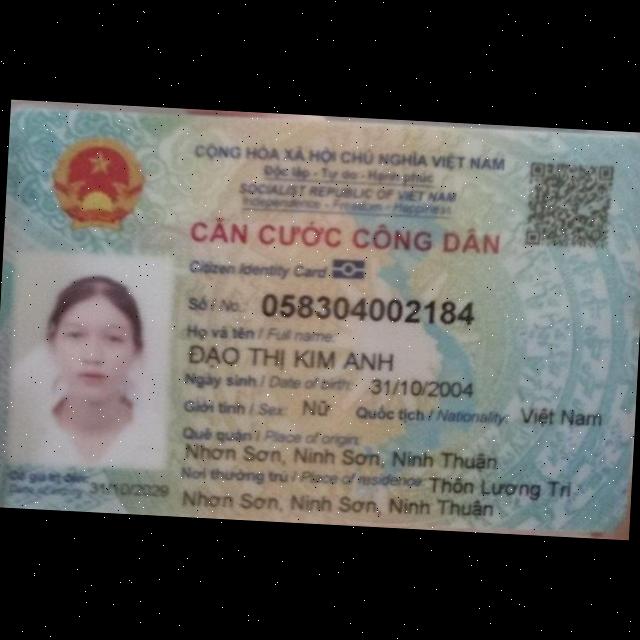 CỘNG HÒA XÃ HỘI CHỦ NGHĨA VIỆT NAM
Độc lập - Tự do - Hạnh phúc
SOCIALIST REPUBLIC OF VIET NAM
Independence - Freedom - Happiness
CĂN CƯỚC CÔNG DÂN
Citizen Identity Card
Số / No.: 058304002184
Họ và tên / Full name:
ĐÀO THỊ KIM ANH
Ngày sinh / Date of birth: 31/10/2004
Giới tính / Sex: Nữ Quốc tịch / Nationality: Việt Nam
Quê quán / Place of origin:
Nhơn Sơn, Ninh Sơn, Ninh Thuận
Nơi thường trú / Place of residence: Thôn Lương Tri
Nhơn Sơn, Ninh Sơn, Ninh Thuận
Có giá trị đến:
31/10/2029